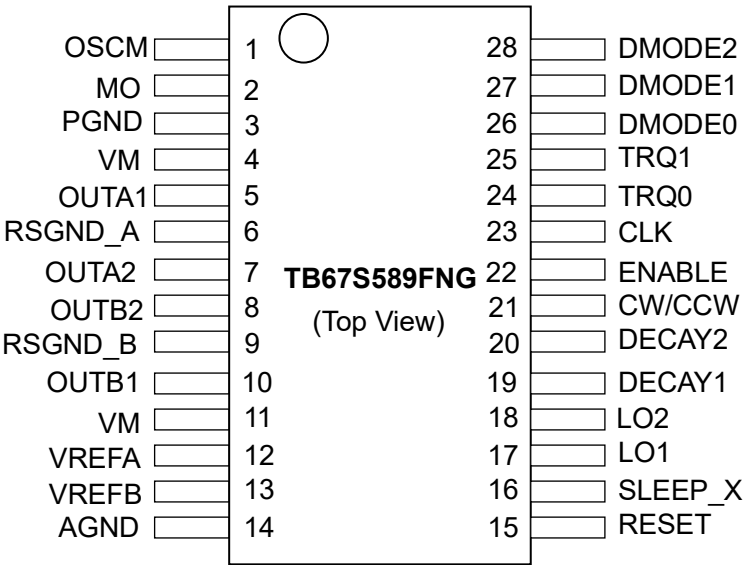 OSCM 1 28 DMODE2
MO 2 27 DMODE1
PGND 3 26 DMODE0
VM 4 25 TRQ1
OUTA1 5 24 TRQ0
RSGND_A 6 23 CLK
OUTA2 7 TB67S589FNG 22 ENABLE
OUTB2 8 (Top View) 21 CW/CCW
RSGND_B 9 20 DECAY2
OUTB1 10 19 DECAY1
VM 11 18 LO2
VREFA 12 17 LO1
VREFB 13 16 SLEEP_X
AGND 14 15 RESET